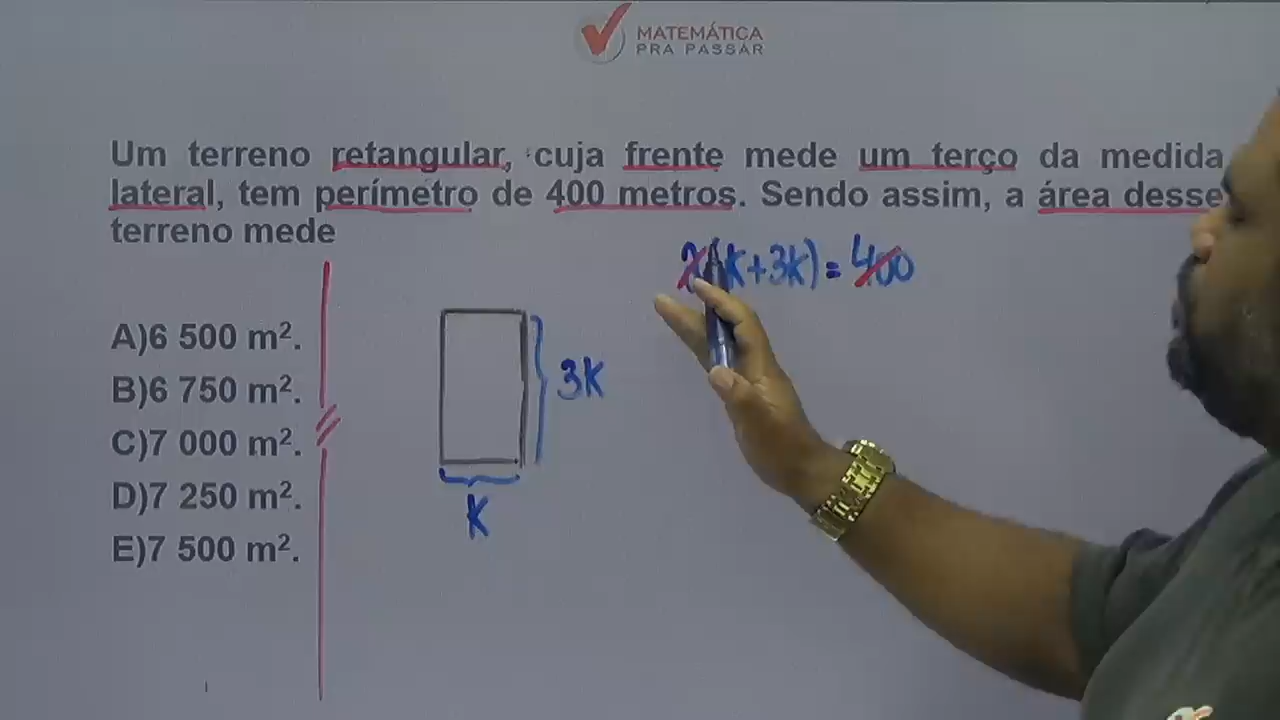 MATEMÁTICA
PRA PASSAR
Um terreno retangular, cuja frente mede um terço da medida
lateral, tem perímetro de 400 metros. Sendo assim, a área desse
terreno mede
2(k+3k) = 400
A)6 500 m².
B)6 750 m².
C)7 000 m².
D)7 250 m².
E)7 500 m².
3K
K